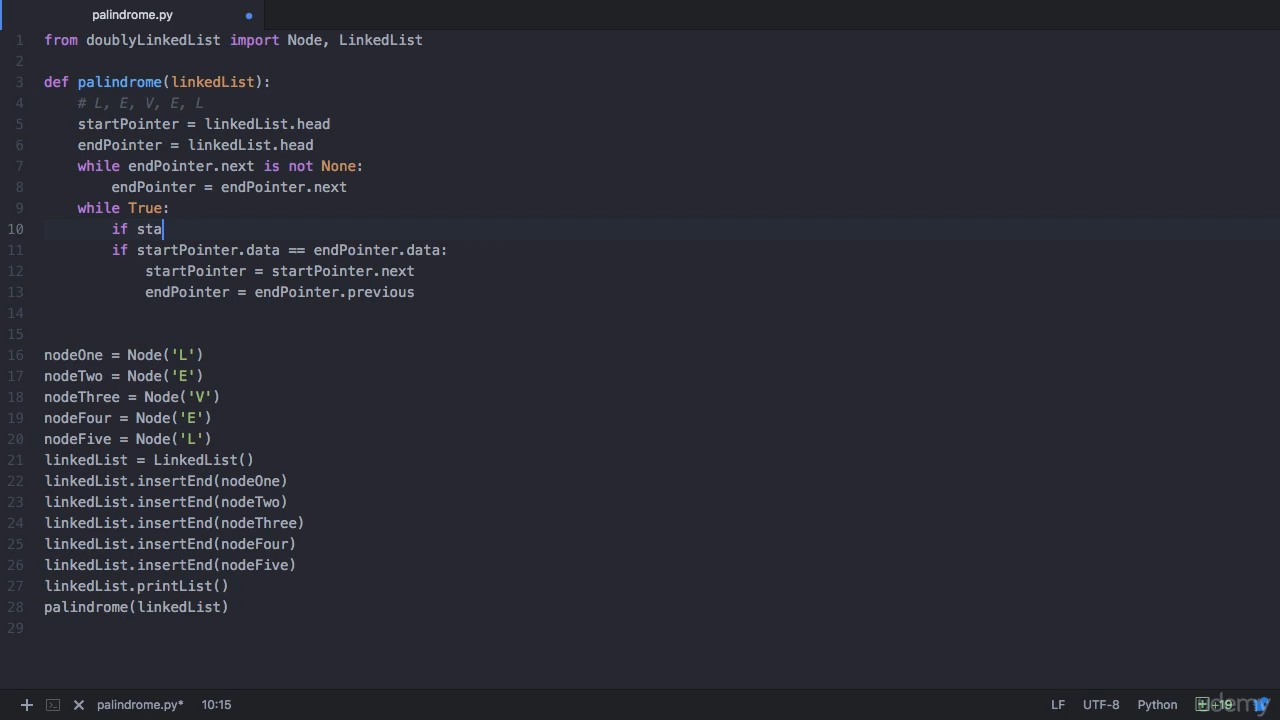 palindrome.py
1 from doublyLinkedList import Node, LinkedList
2
3 def palindrome(linkedList):
4 # L, E, V, E, L
5 startPointer = linkedList.head
6 endPointer = linkedList.head
7 while endPointer.next is not None:
8 endPointer = endPointer.next
9 while True:
10 if sta
11 if startPointer.data == endPointer.data:
12 startPointer = startPointer.next
13 endPointer = endPointer.previous
14
15
16 nodeOne = Node('L')
17 nodeTwo = Node('E')
18 nodeThree = Node('V')
19 nodeFour = Node('E')
20 nodeFive = Node('L')
21 linkedList = LinkedList()
22 linkedList.insertEnd(nodeOne)
23 linkedList.insertEnd(nodeTwo)
24 linkedList.insertEnd(nodeThree)
25 linkedList.insertEnd(nodeFour)
26 linkedList.insertEnd(nodeFive)
27 linkedList.printList()
28 palindrome(linkedList)
29
palindrome.py* 10:15 LF UTF-8 Python +19 udemy